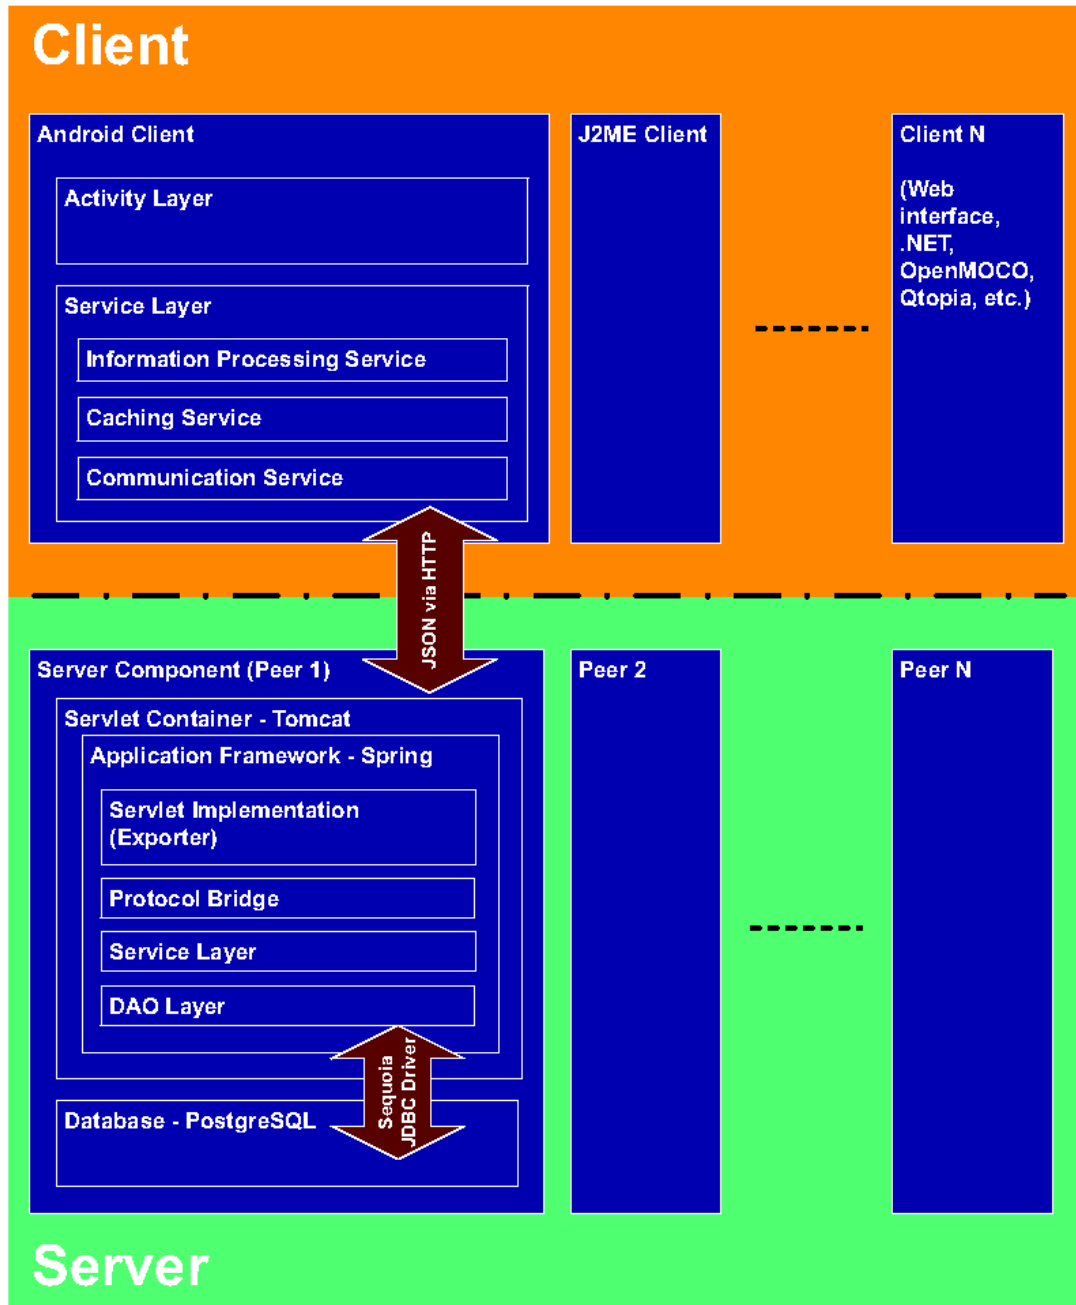 Client
Android Client
Activity Layer
Service Layer
Information Processing Service
Caching Service
Communication Service
J2ME Client
Client N
(Web
interface,
.NET,
OpenMOCO,
Qtopia, etc.)
JSON via HTTP
Server Component (Peer 1)
Servlet Container - Tomcat
Application Framework - Spring
Servlet Implementation
(Exporter)
Protocol Bridge
Service Layer
DAO Layer
Sequoia
JDBC Driver
Database - PostgreSQL
Peer 2
Peer N
Server